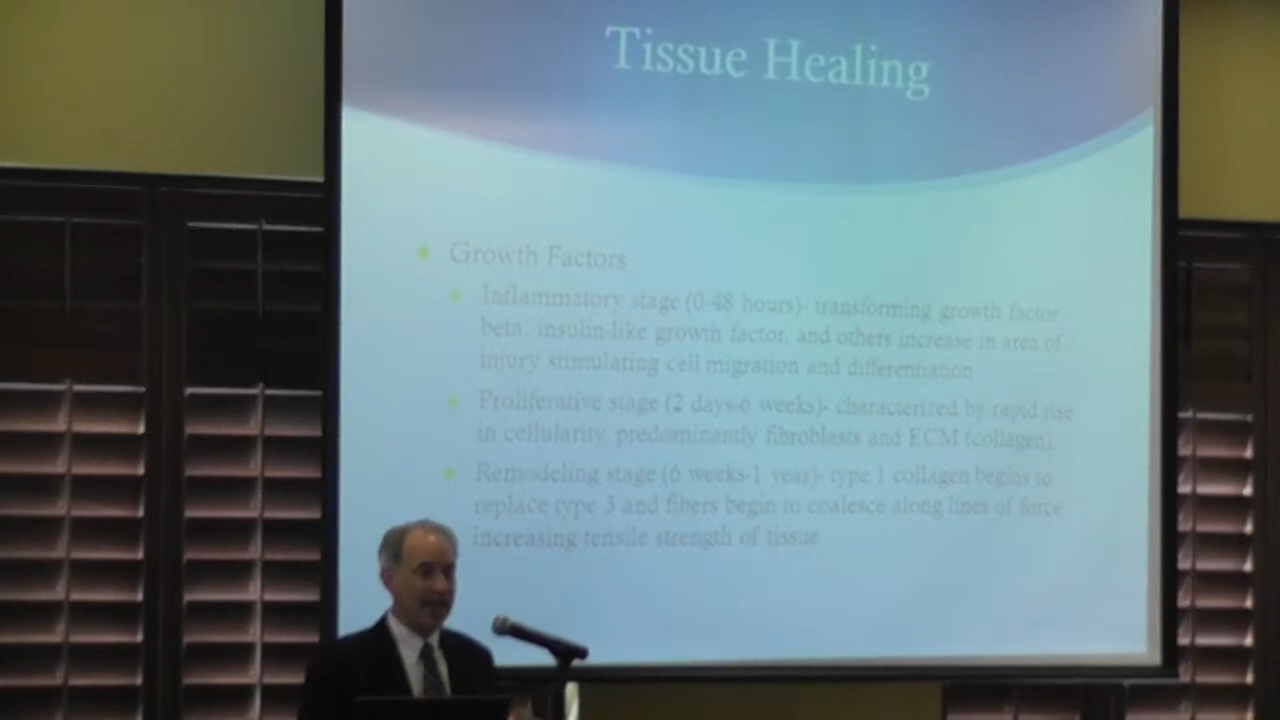 Tissue Healing
Growth Factors
Inflammatory stage (0-48 hours)- transforming growth factor
beta, insulin-like growth factor, and others increase in area of
injury stimulating cell migration and differentiation
Proliferative stage (2 days-6 weeks)- characterized by rapid rise
in cellularity, predominantly fibroblasts and ECM (collagen).
Remodeling stage (6 weeks-1 year)- type 1 collagen begins to
replace type 3 and fibers begin to coalesce along lines of force
increasing tensile strength of tissue